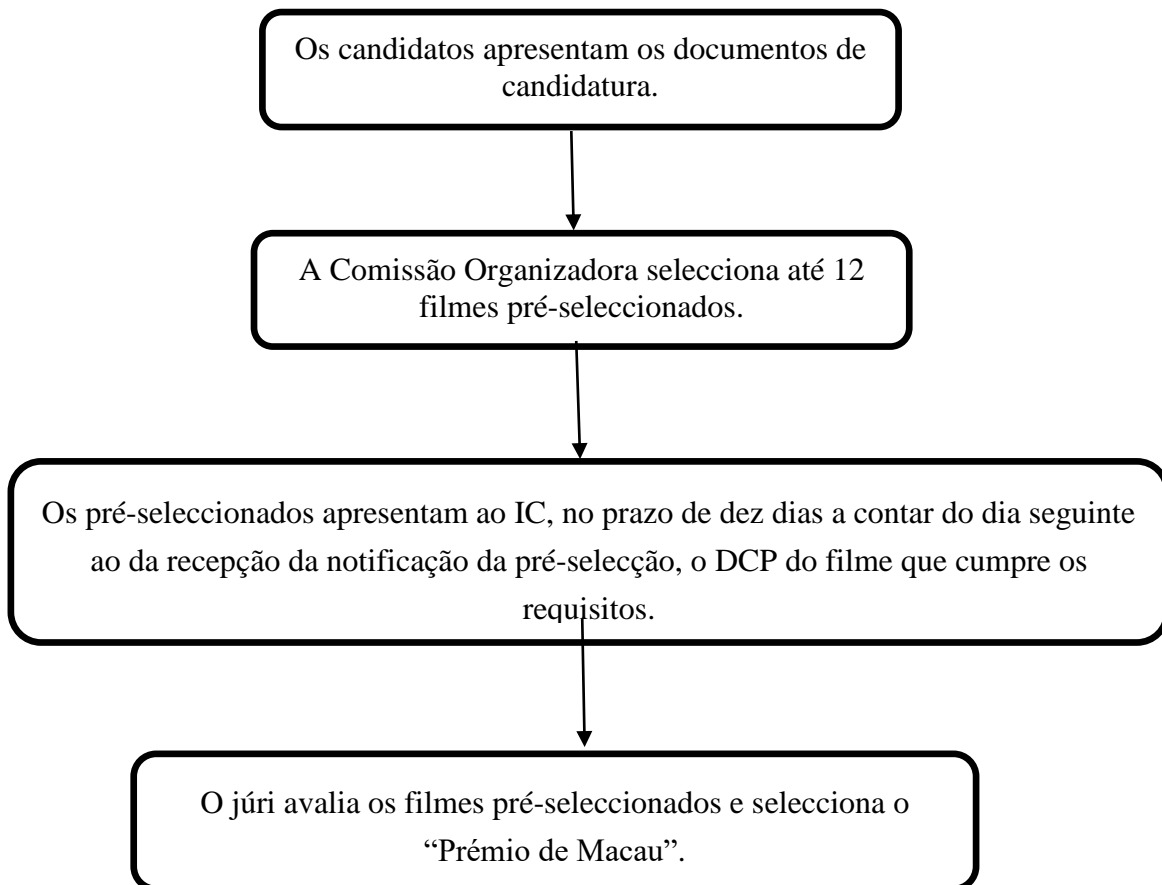 Os candidatos apresentam os documentos de
candidatura.
A Comissão Organizadora selecciona até 12
filmes pré-seleccionados.
Os pré-seleccionados apresentam ao IC, no prazo de dez dias a contar do dia seguinte
ao da recepção da notificação da pré-selecção, o DCP do filme que cumpre os
requisitos.
O júri avalia os filmes pré-seleccionados e selecciona o
“Prémio de Macau”.